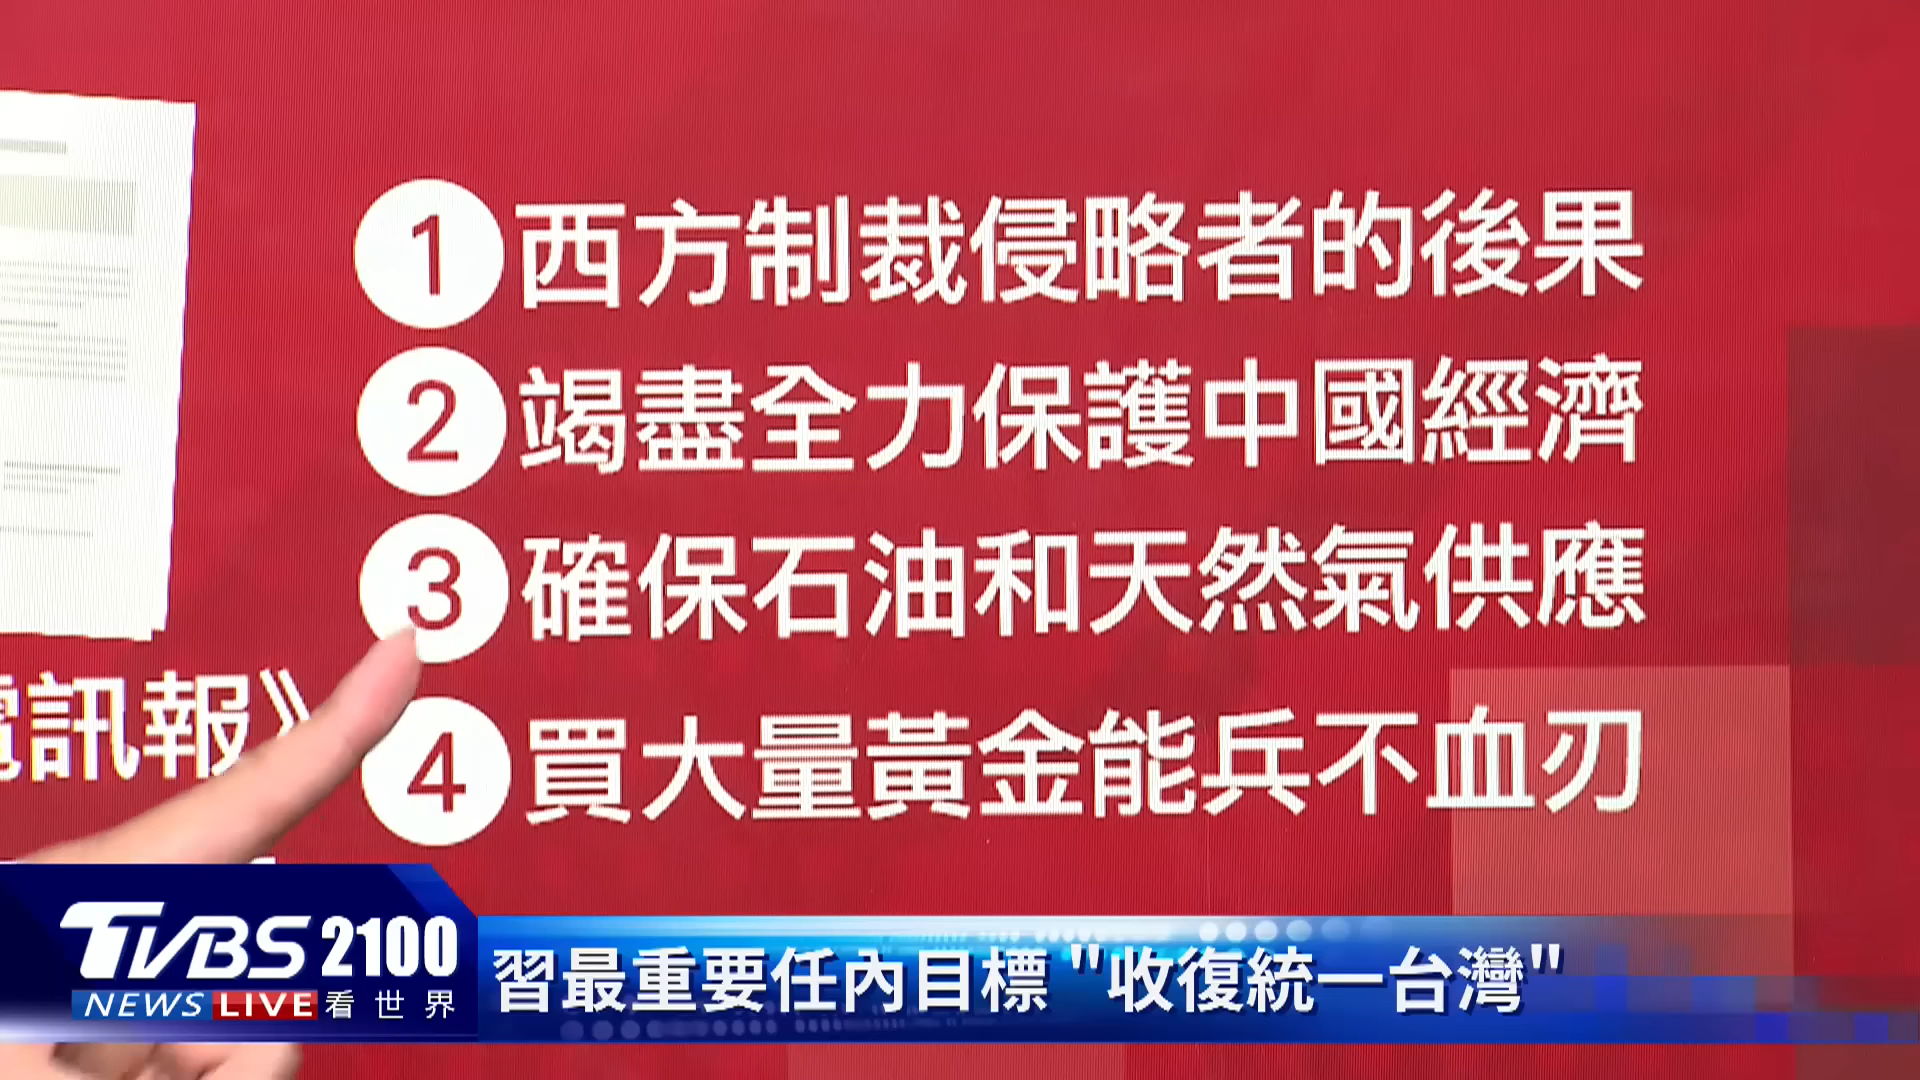 1 西方制裁侵略者的後果
2 竭盡全力保護中國經濟
3 確保石油和天然氣供應
4 買大量黃金能兵不血刃
電訊報》
TVBS 2100
NEWS LIVE 看世界
習最重要任內目標 "收復統一台灣"